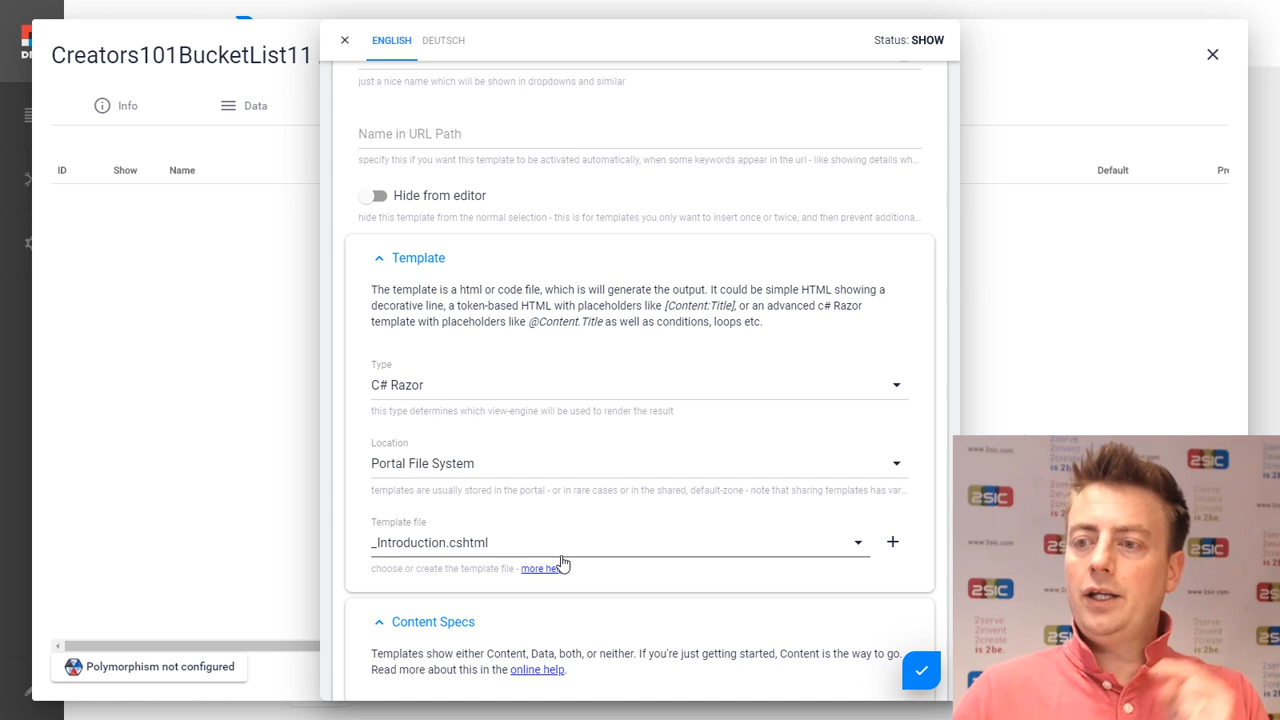 Creators101BucketList11
ENGLISH
DEUTSCH
Status: SHOW
Info
Data
just a nice name which will be shown in dropdowns and similar
Name in URL Path
specify this if you want this template to be activated automatically, when some keywords appear in the url - like showing details wh...
ID
Show
Name
Default
Hide from editor
hide this template from the normal selection - this is for templates you only want to insert once or twice, and then prevent additiona...
Template
The template is a html or code file, which is will generate the output. It could be simple HTML showing a
decorative line, a token-based HTML with placeholders like [Content:Title], or an advanced c# Razor
template with placeholders like @Content.Title as well as conditions, loops etc.
Type
C# Razor
this type determines which view-engine will be used to render the result
Location
Portal File System
templates are usually stored in the portal - or in rare cases or in the shared, default-zone - note that sharing templates has var...
Template file
_Introduction.cshtml
choose or create the template file - more
Content Specs
Templates show either Content, Data, both, or neither. If you're just getting started, Content is the way to go.
Read more about this in the online help.
Polymorphism not configured
www.2sic.com
2serve
2invent
2create
is 2be.
2SIC